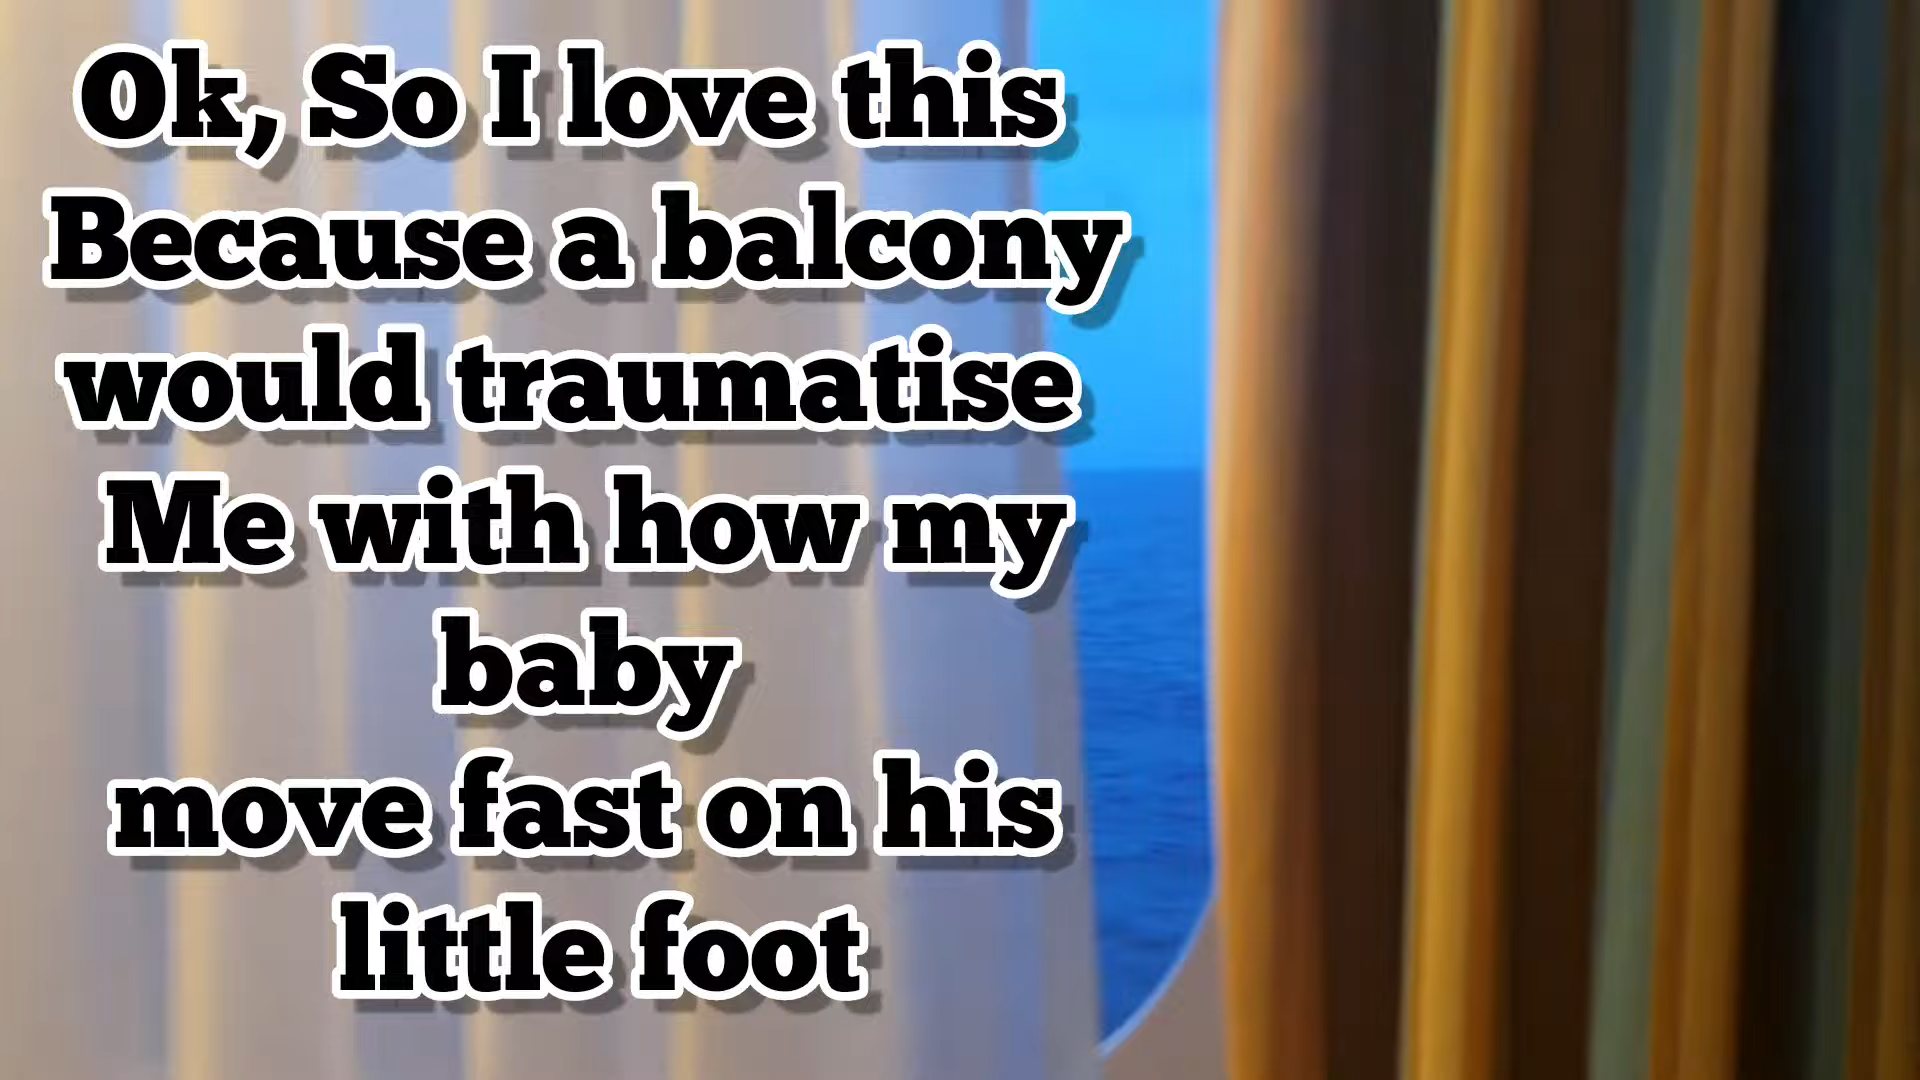 Ok, So I love this
Because a balcony
would traumatise
Me with how my
baby
move fast on his
little foot